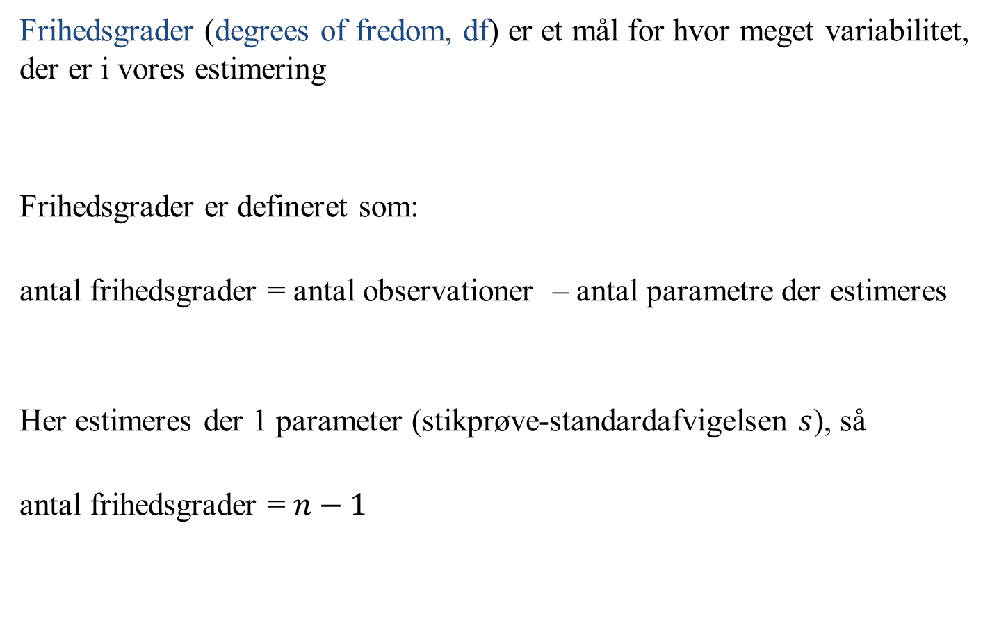 Frihedsgrader (degrees of fredom, df) er et mål for hvor meget variabilitet,
der er i vores estimering
Frihedsgrader er defineret som:
antal frihedsgrader = antal observationer – antal parametre der estimeres
Her estimeres der 1 parameter (stikprøve-standardafvigelsen s), så
antal frihedsgrader = n − 1